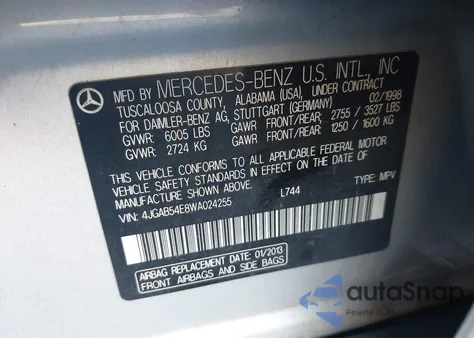 MFD BY MERCEDES-BENZ U.S. INTL., INC
TUSCALOOSA COUNTY, ALABAMA (USA), UNDER CONTRACT
FOR DAIMLER-BENZ AG, STUTTGART (GERMANY) 02/1998
GVWR: 6005 LBS GAWR FRONT/REAR: 2755 / 3527 LBS
GVWR: 2724 KG GAWR FRONT/REAR: 1250 / 1600 KG
THIS VEHICLE CONFORMS TO ALL APPLICABLE FEDERAL MOTOR
VEHICLE SAFETY STANDARDS IN EFFECT ON THE DATE OF
MANUFACTURE SHOWN ABOVE.
L744 TYPE: MPV
VIN: 4JGAB54E8WA024255
AIRBAG REPLACEMENT DATE: 01/2013
FRONT AIRBAGS AND SIDE BAGS
autoSnap